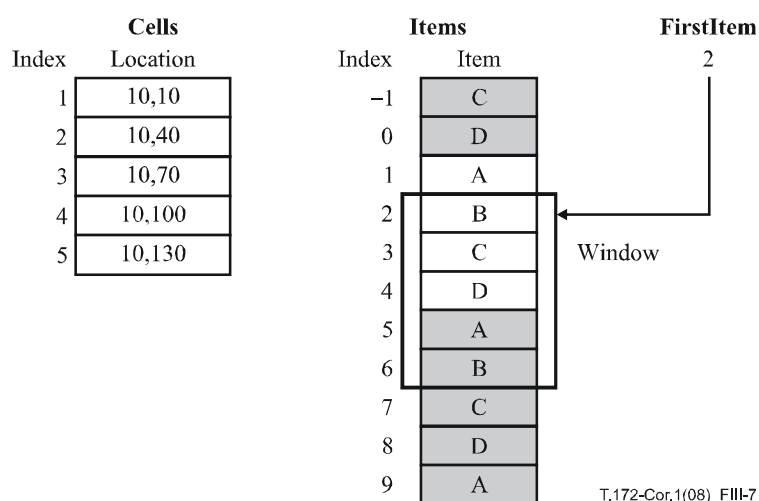 Cells Items FirstItem
Index Location Index Item 2
1 10,10 –1 C
2 10,40 0 D
3 10,70 1 A
4 10,100 2 B
5 10,130 3 C Window
4 D
5 A
6 B
7 C
8 D
9 A
T.172-Cor.1(08)_FIII-7